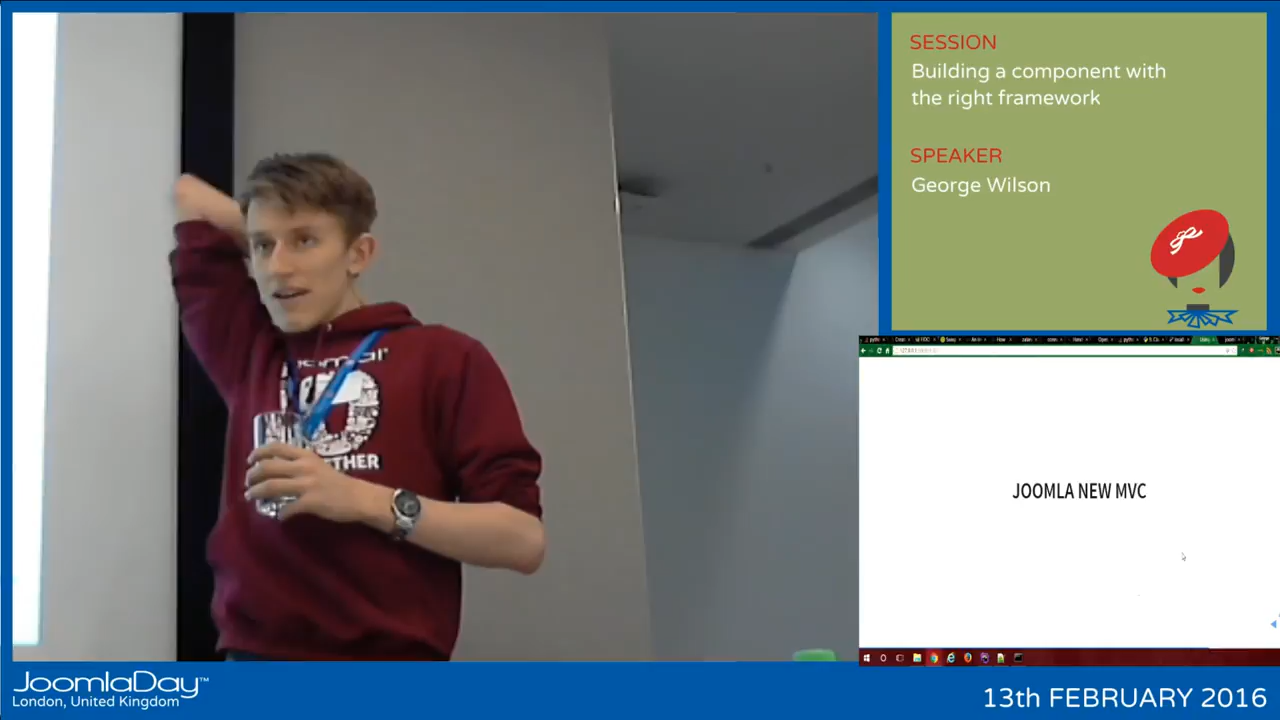 SESSION
Building a component with
the right framework
SPEAKER
George Wilson
JOOMLA NEW MVC
JoomlaDay™
London, United Kingdom
13th FEBRUARY 2016